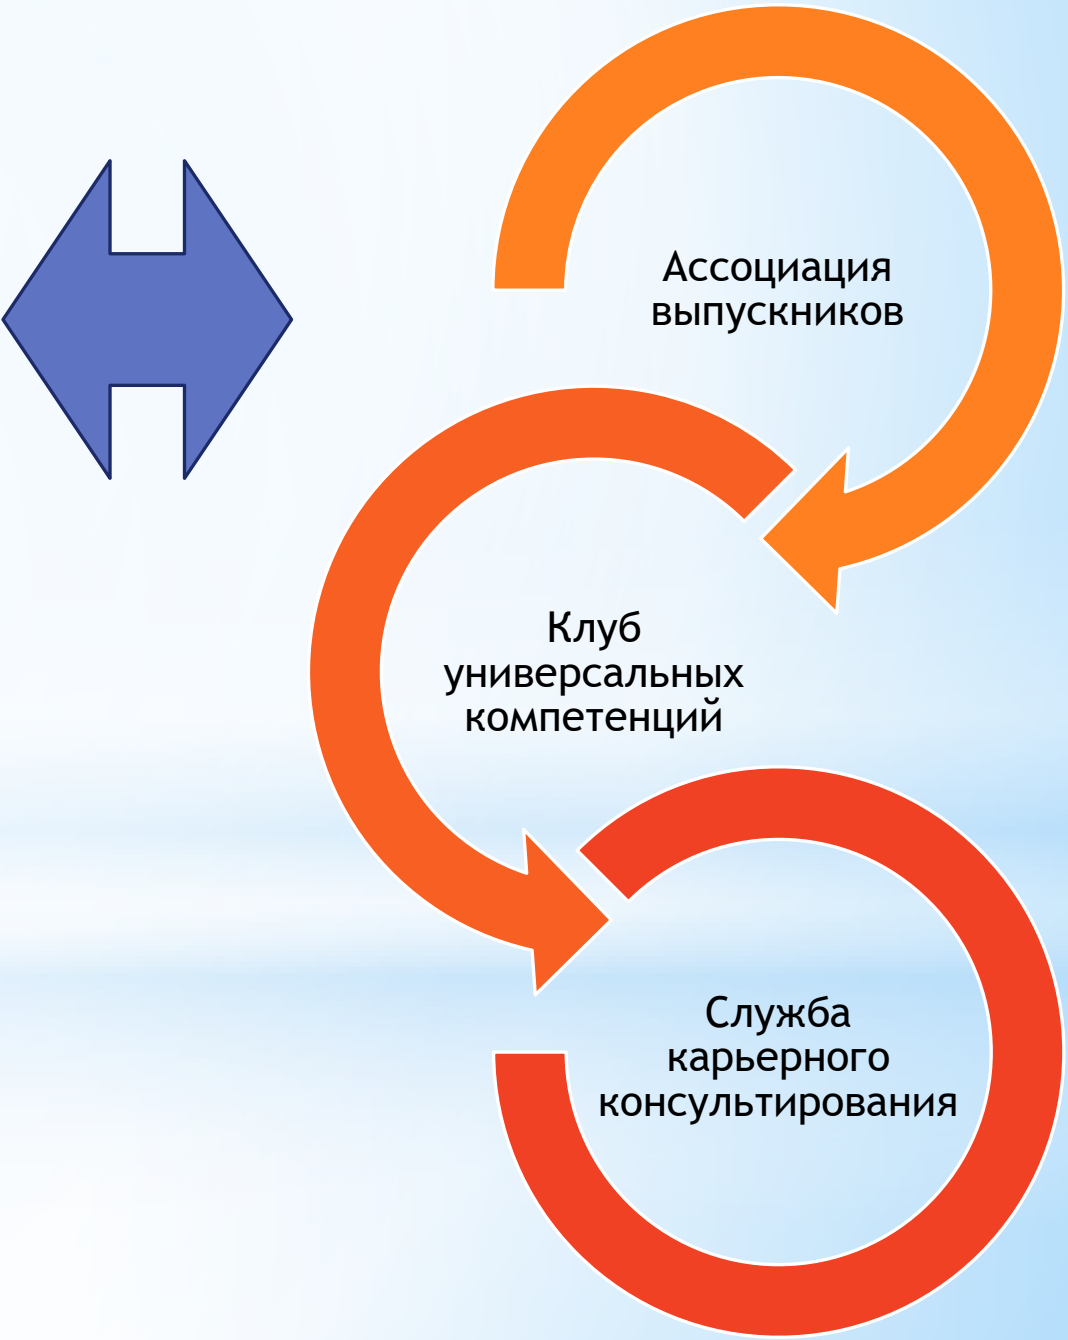 Ассоциация
выпускников
Клуб
универсальных
компетенций
Служба
карьерного
консультирования